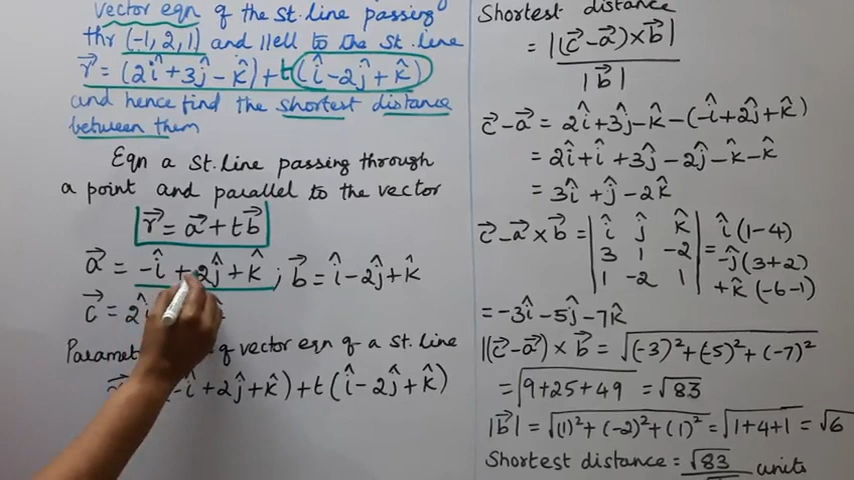 vector eqn of the St. line passing
thr (-1, 2, 1) and llell to the st. line
r⃗ = (2î+3ĵ-k̂)+t(î-2ĵ+k̂)
and hence find the shortest distance
between them
Eqn a St. line passing through
a point and parallel to the vector
r⃗ = a⃗ + tb⃗
a⃗ = -î + 2ĵ + k̂ ; b⃗ = î-2ĵ+k̂
c⃗ = 2î
of vector eqn of a st. line
î+2ĵ+k̂)+t(î-2ĵ+k̂)
Shortest distance
= |(c⃗-a⃗)×b⃗|
|b⃗|
c⃗-a⃗ = 2î+3ĵ-k̂-(-î+2ĵ+k̂)
= 2î+î+3ĵ-2ĵ-k̂-k̂
= 3î+ĵ-2k̂
c⃗-a⃗×b⃗ = | î ĵ k̂ | = î(1-4)
3 1 -2 -ĵ(3+2)
1 -2 1 +k̂(-6-1)
= -3î-5ĵ-7k̂
|(c⃗-a⃗)×b⃗ = √(-3)²+(-5)²+(-7)²
= √9+25+49 = √83
|b⃗| = √(1)²+(-2)²+(1)² = √1+4+1 = √6
Shortest distance = √83 units